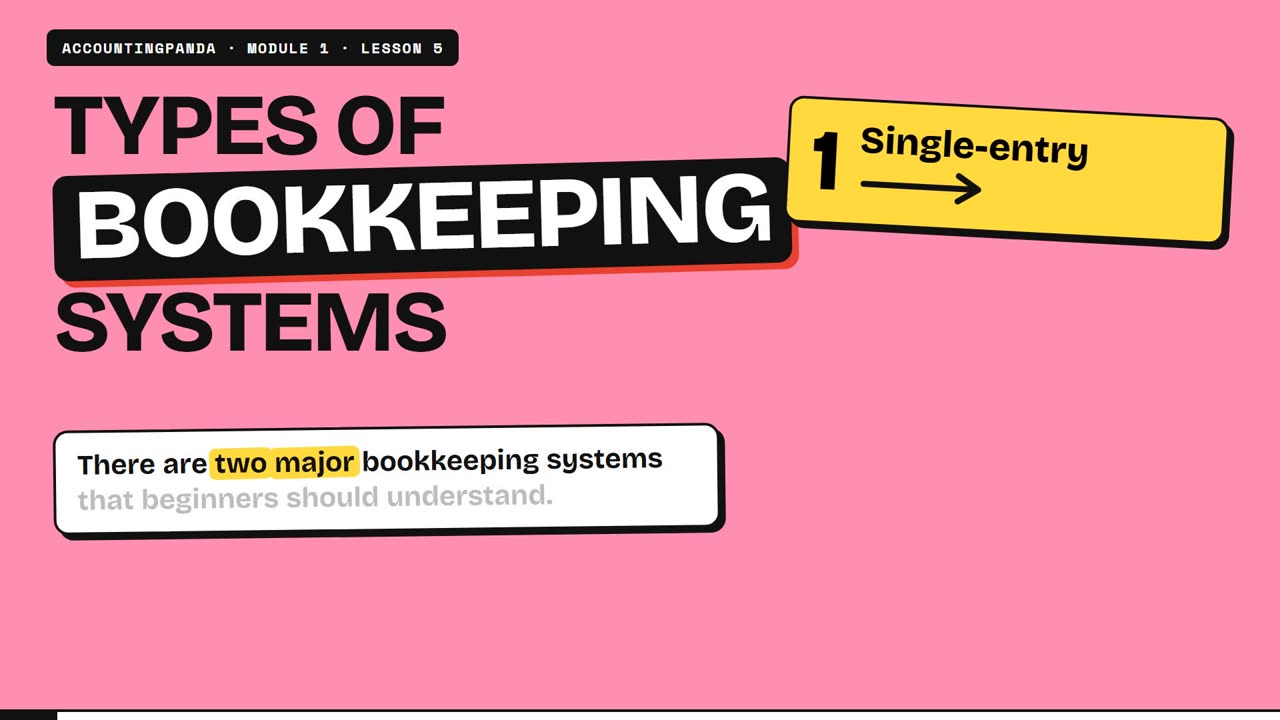 ACCOUNTINGPANDA · MODULE 1 · LESSON 5
TYPES OF
BOOKKEEPING
SYSTEMS
1 Single-entry
There are two major bookkeeping systems
that beginners should understand.